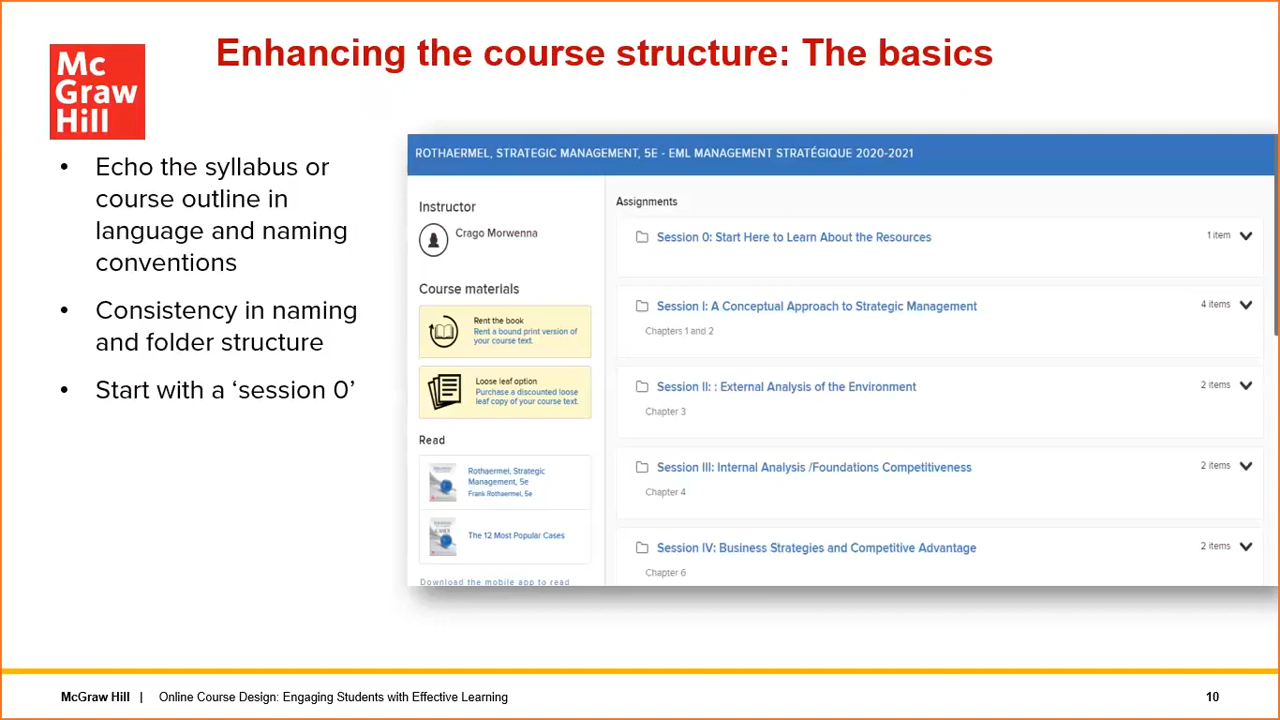 Mc
Graw
Hill
Enhancing the course structure: The basics
• Echo the syllabus or
course outline in
language and naming
conventions
• Consistency in naming
and folder structure
• Start with a ‘session 0’
ROTHAERMEL, STRATEGIC MANAGEMENT, 5E - EML MANAGEMENT STRATÉGIQUE 2020-2021
Instructor
Crago Morwenna
Course materials
Rent the book
Rent a bound print version of
your course text.
Loose leaf option
Purchase a discounted loose
leaf copy of your course text.
Read
Rothaermel, Strategic
Management, 5e
Frank Rothaermel, 5e
The 12 Most Popular Cases
Download the mobile app to read
Assignments
Session 0: Start Here to Learn About the Resources
1 item
Session I: A Conceptual Approach to Strategic Management
4 items
Chapters 1 and 2
Session II: : External Analysis of the Environment
2 items
Chapter 3
Session III: Internal Analysis /Foundations Competitiveness
2 items
Chapter 4
Session IV: Business Strategies and Competitive Advantage
2 items
Chapter 6
McGraw Hill | Online Course Design: Engaging Students with Effective Learning
10